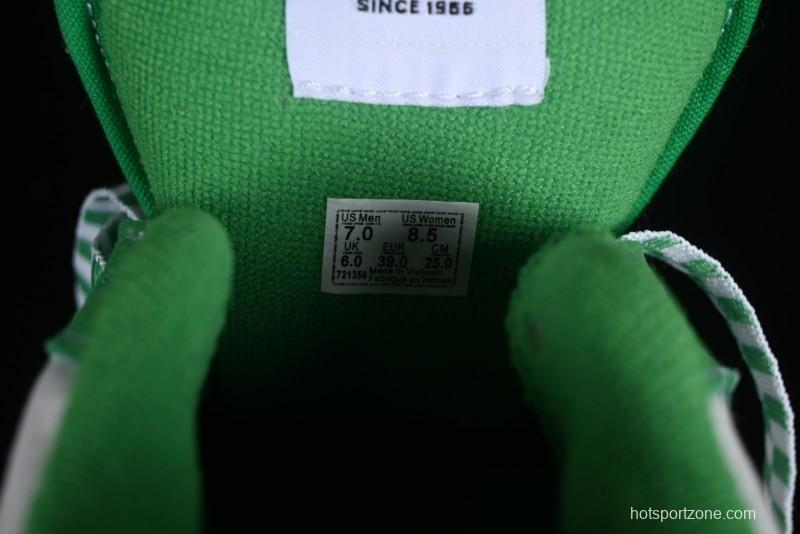 SINCE 1966
US Men US Women
7.0 8.5
UK EUR CM
6.0 39.0 25.0
721356 Made in Vietnam
Fabriqué en Vietnam
hotsportzone.com